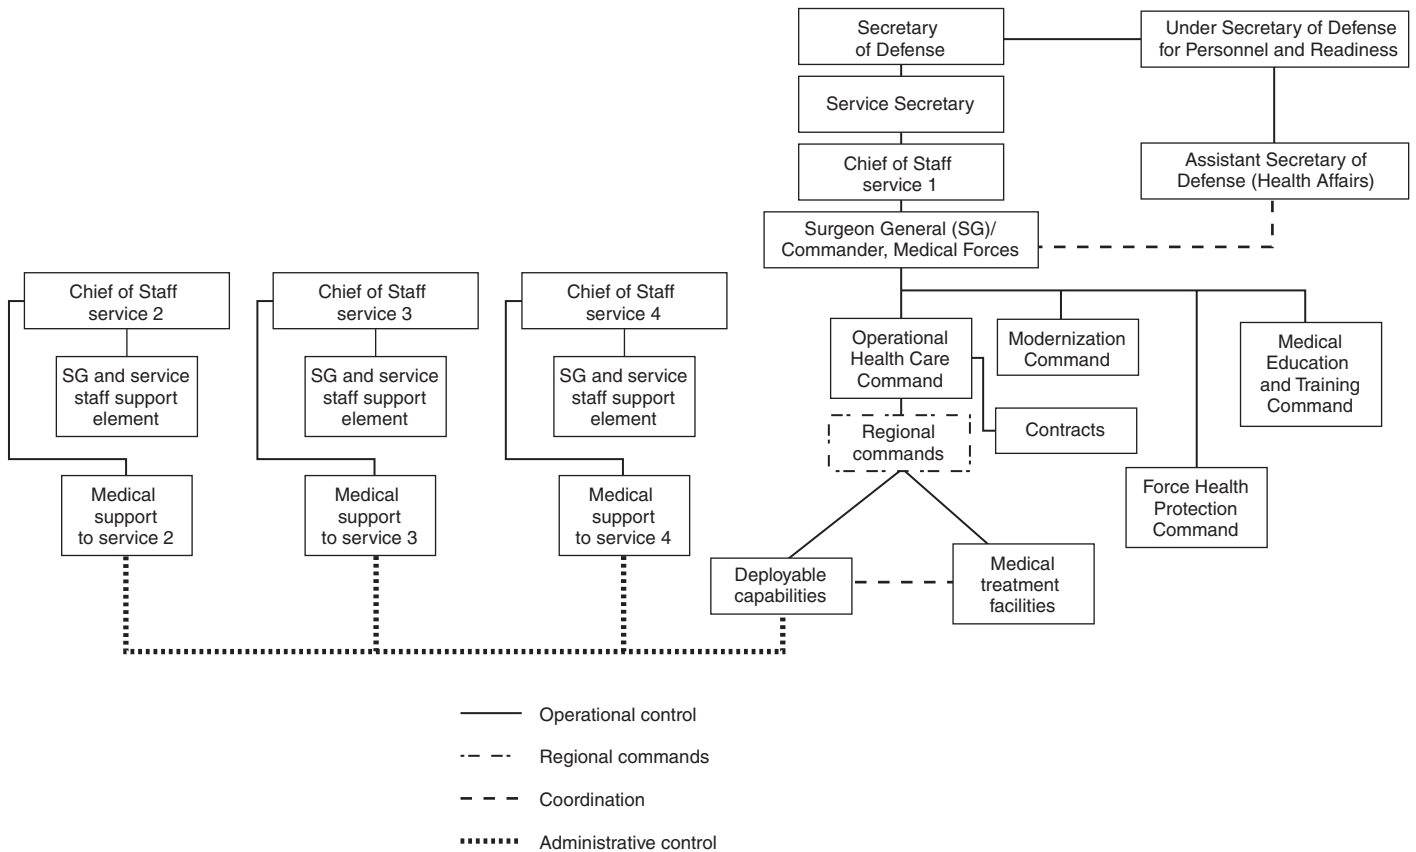 Secretary
of Defense
Under Secretary of Defense
for Personnel and Readiness
Service Secretary
Chief of Staff
service 1
Assistant Secretary of
Defense (Health Affairs)
Surgeon General (SG)/
Commander, Medical Forces
Chief of Staff
service 2
Chief of Staff
service 3
Chief of Staff
service 4
SG and service
staff support
element
SG and service
staff support
element
SG and service
staff support
element
Operational
Health Care
Command
Modernization
Command
Medical
Education
and Training
Command
Contracts
Regional
commands
Force Health
Protection
Command
Medical
support
to service 2
Medical
support
to service 3
Medical
support
to service 4
Deployable
capabilities
Medical
treatment
facilities
Operational control
Regional commands
Coordination
Administrative control